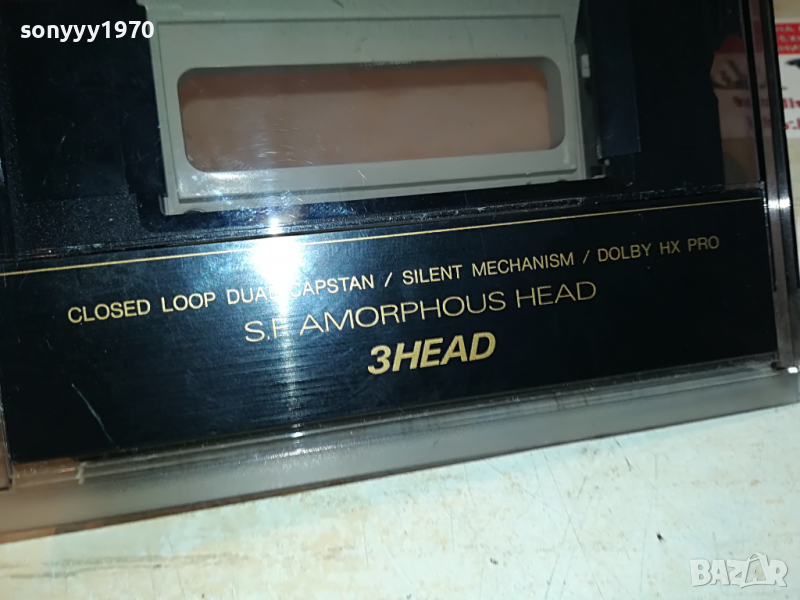 sonyyy1970
CLOSED LOOP DUAL CAPSTAN / SILENT MECHANISM / DOLBY HX PRO
S.F. AMORPHOUS HEAD
3HEAD
BAZAR